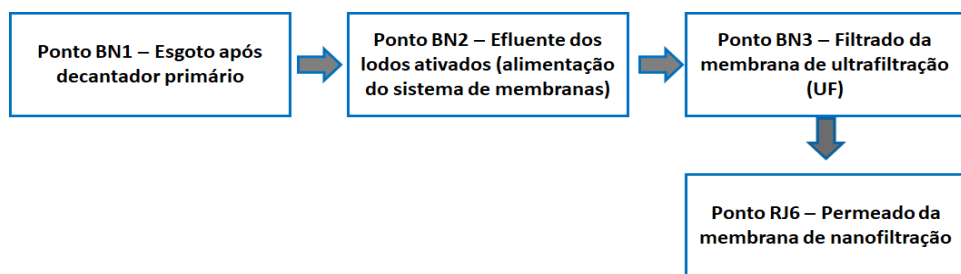 Ponto BN1 – Esgoto após
decantador primário
Ponto BN2 – Efluente dos
lodos ativados (alimentação
do sistema de membranas)
Ponto BN3 – Filtrado da
membrana de ultrafiltração
(UF)
Ponto RJ6 – Permeado da
membrana de nanofiltração